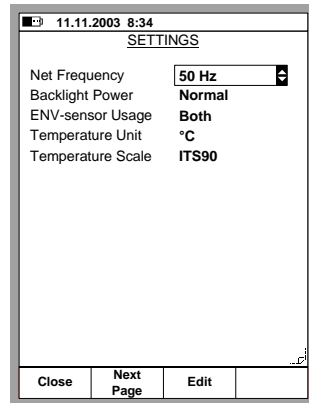 11.11.2003 8:34
SETTINGS
Net Frequency 50 Hz
Backlight Power Normal
ENV-sensor Usage Both
Temperature Unit °C
Temperature Scale ITS90
Close Next Page Edit